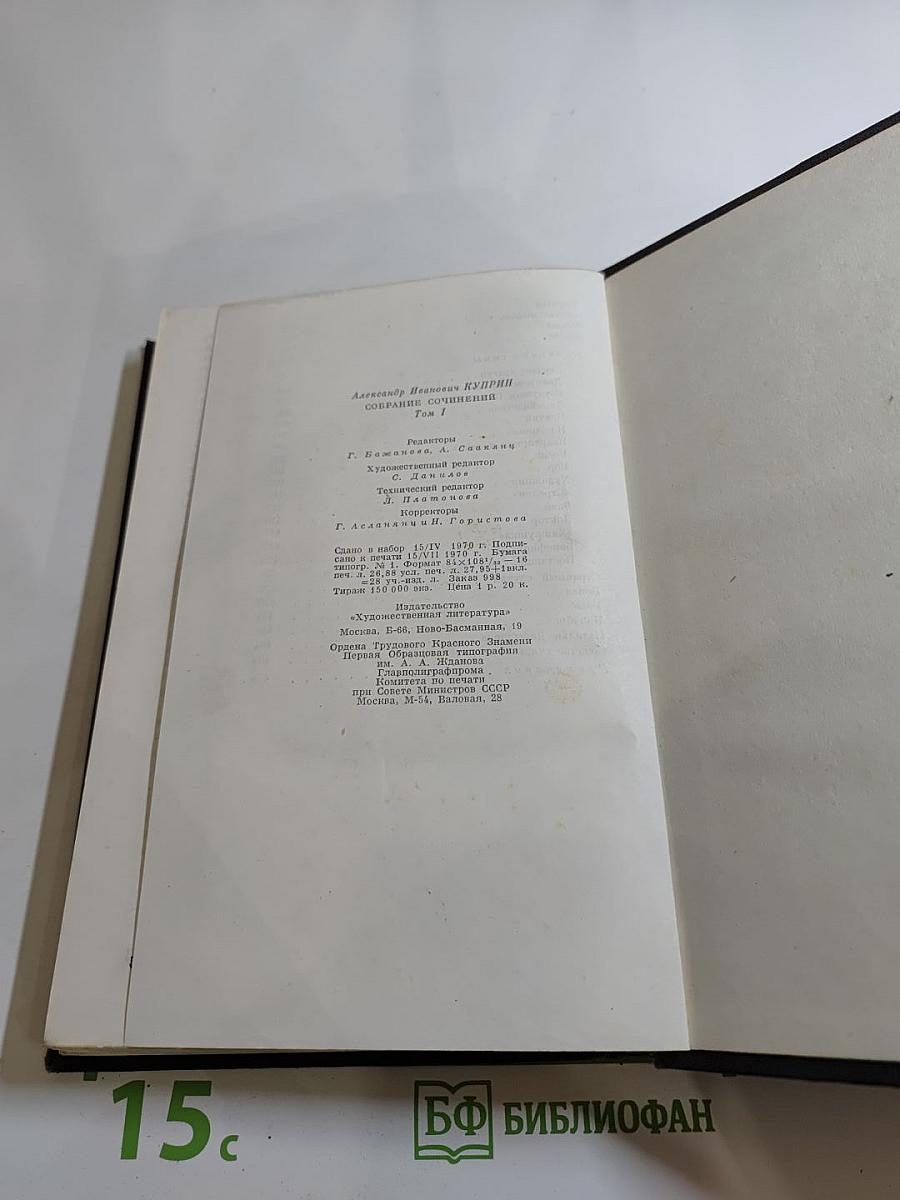 Александр Иванович КУПРИН
СОБРАНИЕ СОЧИНЕНИЙ
Том I
Редакторы
Г. Бажанова, А. Саакянц
Художественный редактор
С. Данилов
Технический редактор
Л. Платонова
Корректоры
Г. Асланянц и Н. Гористова
Сдано в набор 15/IV 1970 г. Подпи-
сано к печати 15/VII 1970 г. Бумага
типогр. № 1. Формат 84×108¹/₃₂ — 16
печ. л. 26,88 усл. печ. л. 27,95+1 вкл.
=28 уч.-изд. л. Заказ 998
Тираж 150 000 экз. Цена 1 р. 20 к.
Издательство
«Художественная литература»
Москва, Б-66, Ново-Басманная, 19
Ордена Трудового Красного Знамени
Первая Образцовая типография
им. А. А. Жданова
Главполиграфпрома
Комитета по печати
при Совете Министров СССР
Москва, М-54, Валовая, 28
15 с
БФ БИБЛИОФАН